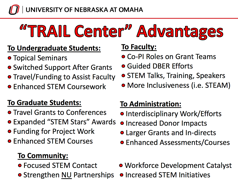 UNIVERSITY OF NEBRASKA AT OMAHA
"TRAIL Center" Advantages
To Undergraduate Students:
• Topical Seminars
• Switched Support After Grants
• Travel/Funding to Assist Faculty
• Enhanced STEM Coursework
To Faculty:
• Co-PI Roles on Grant Teams
• Guided DBER Efforts
• STEM Talks, Training, Speakers
• More Inclusiveness (i.e. STEAM)
To Graduate Students:
• Travel Grants to Conferences
• Expanded "STEM Stars" Awards
• Funding for Project Work
• Enhanced STEM Courses
To Administration:
• Interdisciplinary Work/Efforts
• Increased Donor Impacts
• Larger Grants and In-directs
• Enhanced Assessments/Courses
To Community:
• Focused STEM Contact
• Strengthen NU Partnerships
• Workforce Development Catalyst
• Increased STEM Initiatives